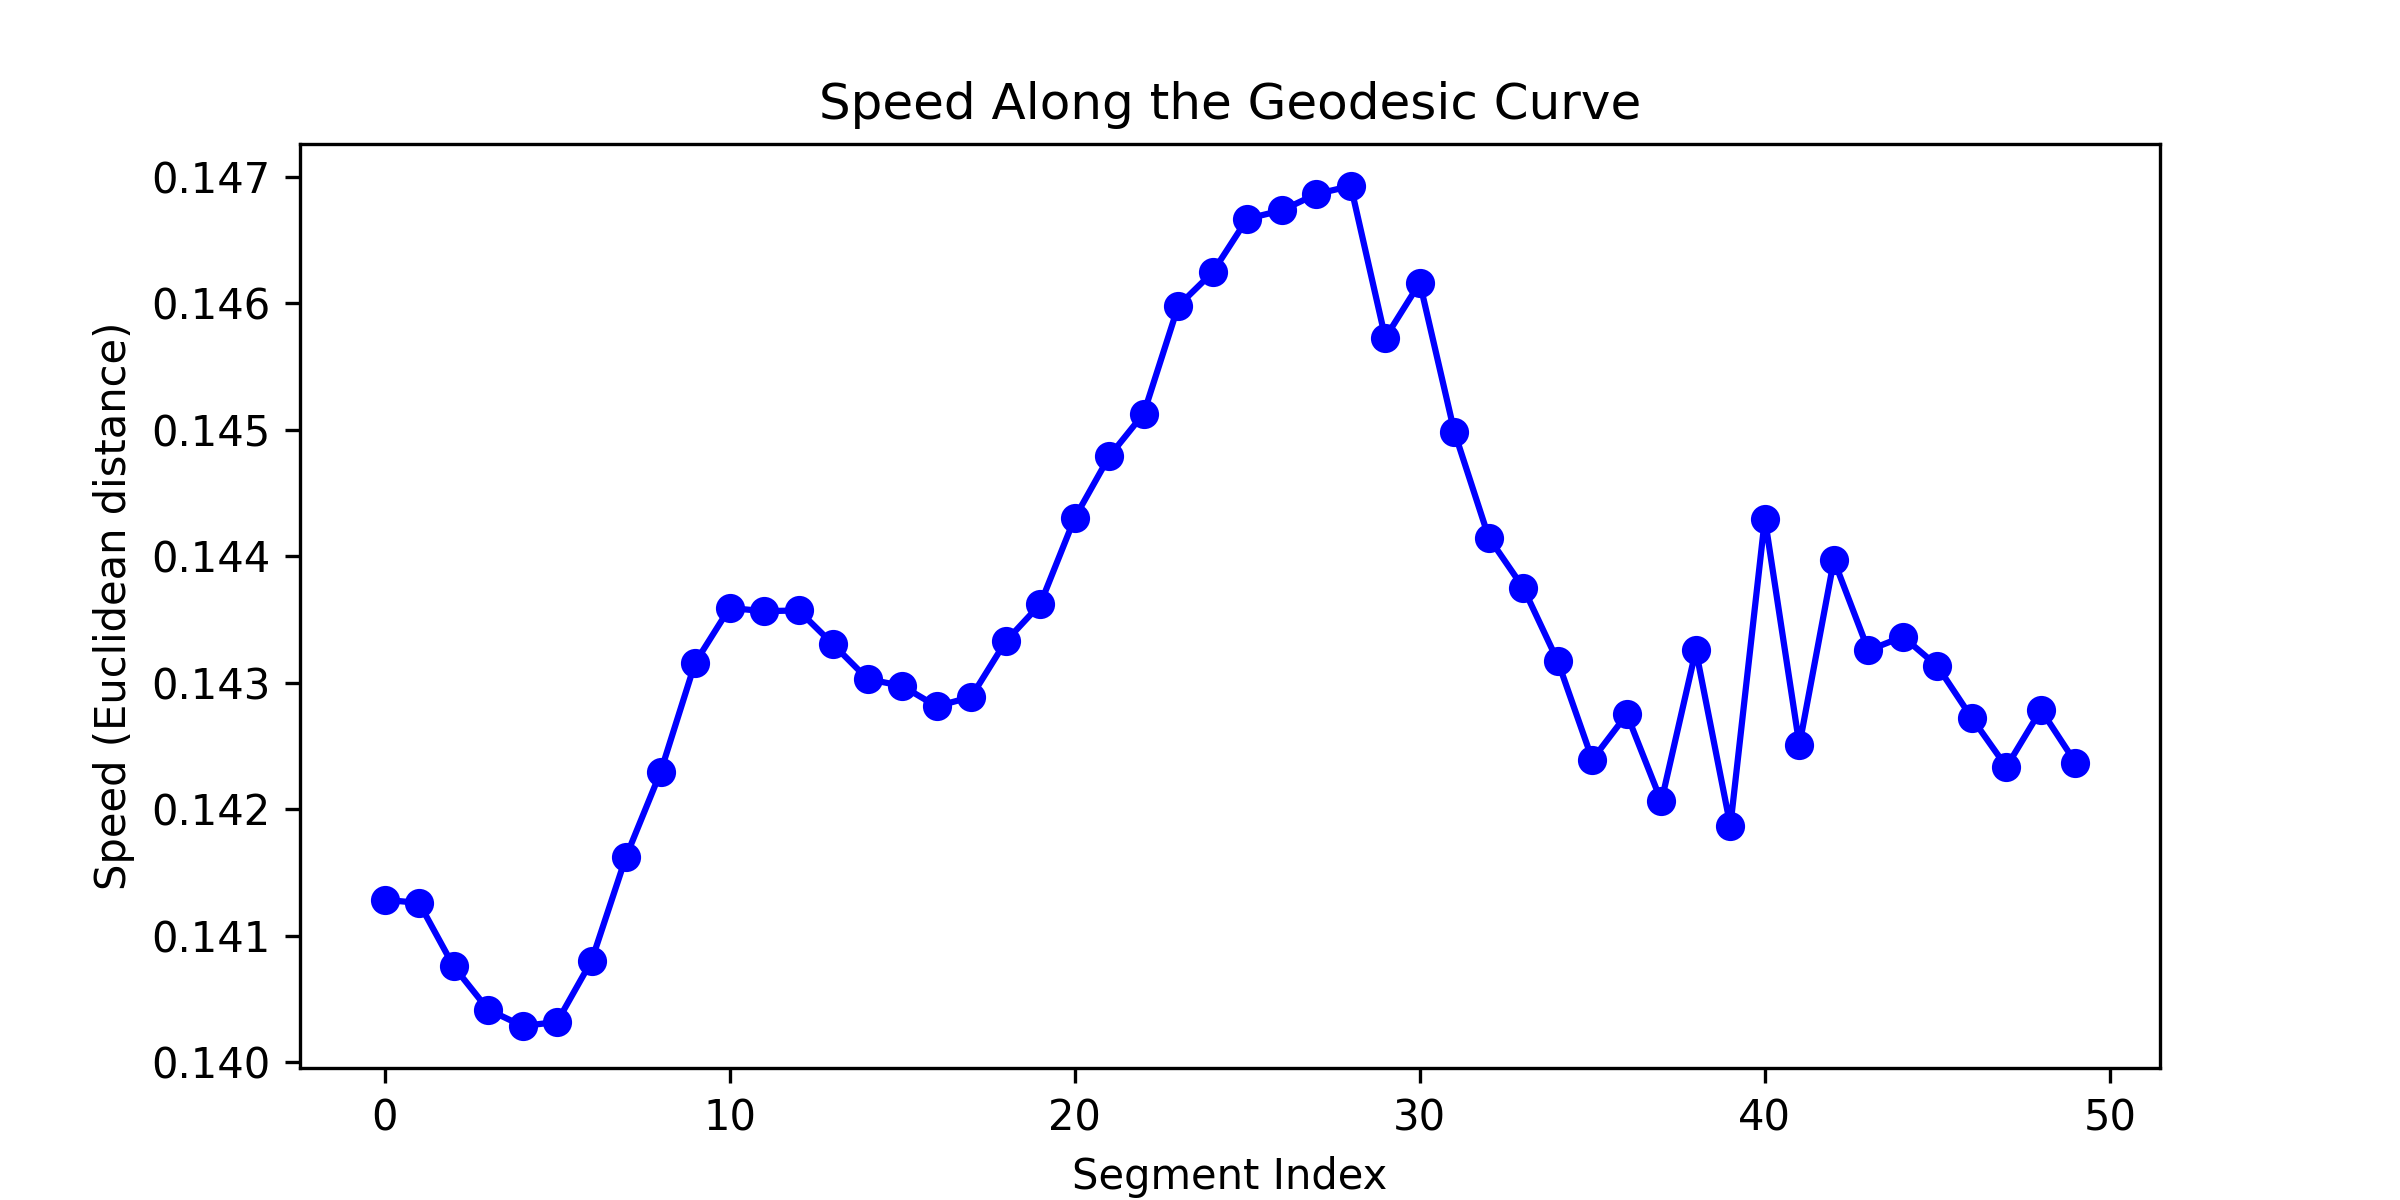 Speed Along the Geodesic Curve
Speed (Euclidean distance)
0.147
0.146
0.145
0.144
0.143
0.142
0.141
0.140
0 10 20 30 40 50
Segment Index